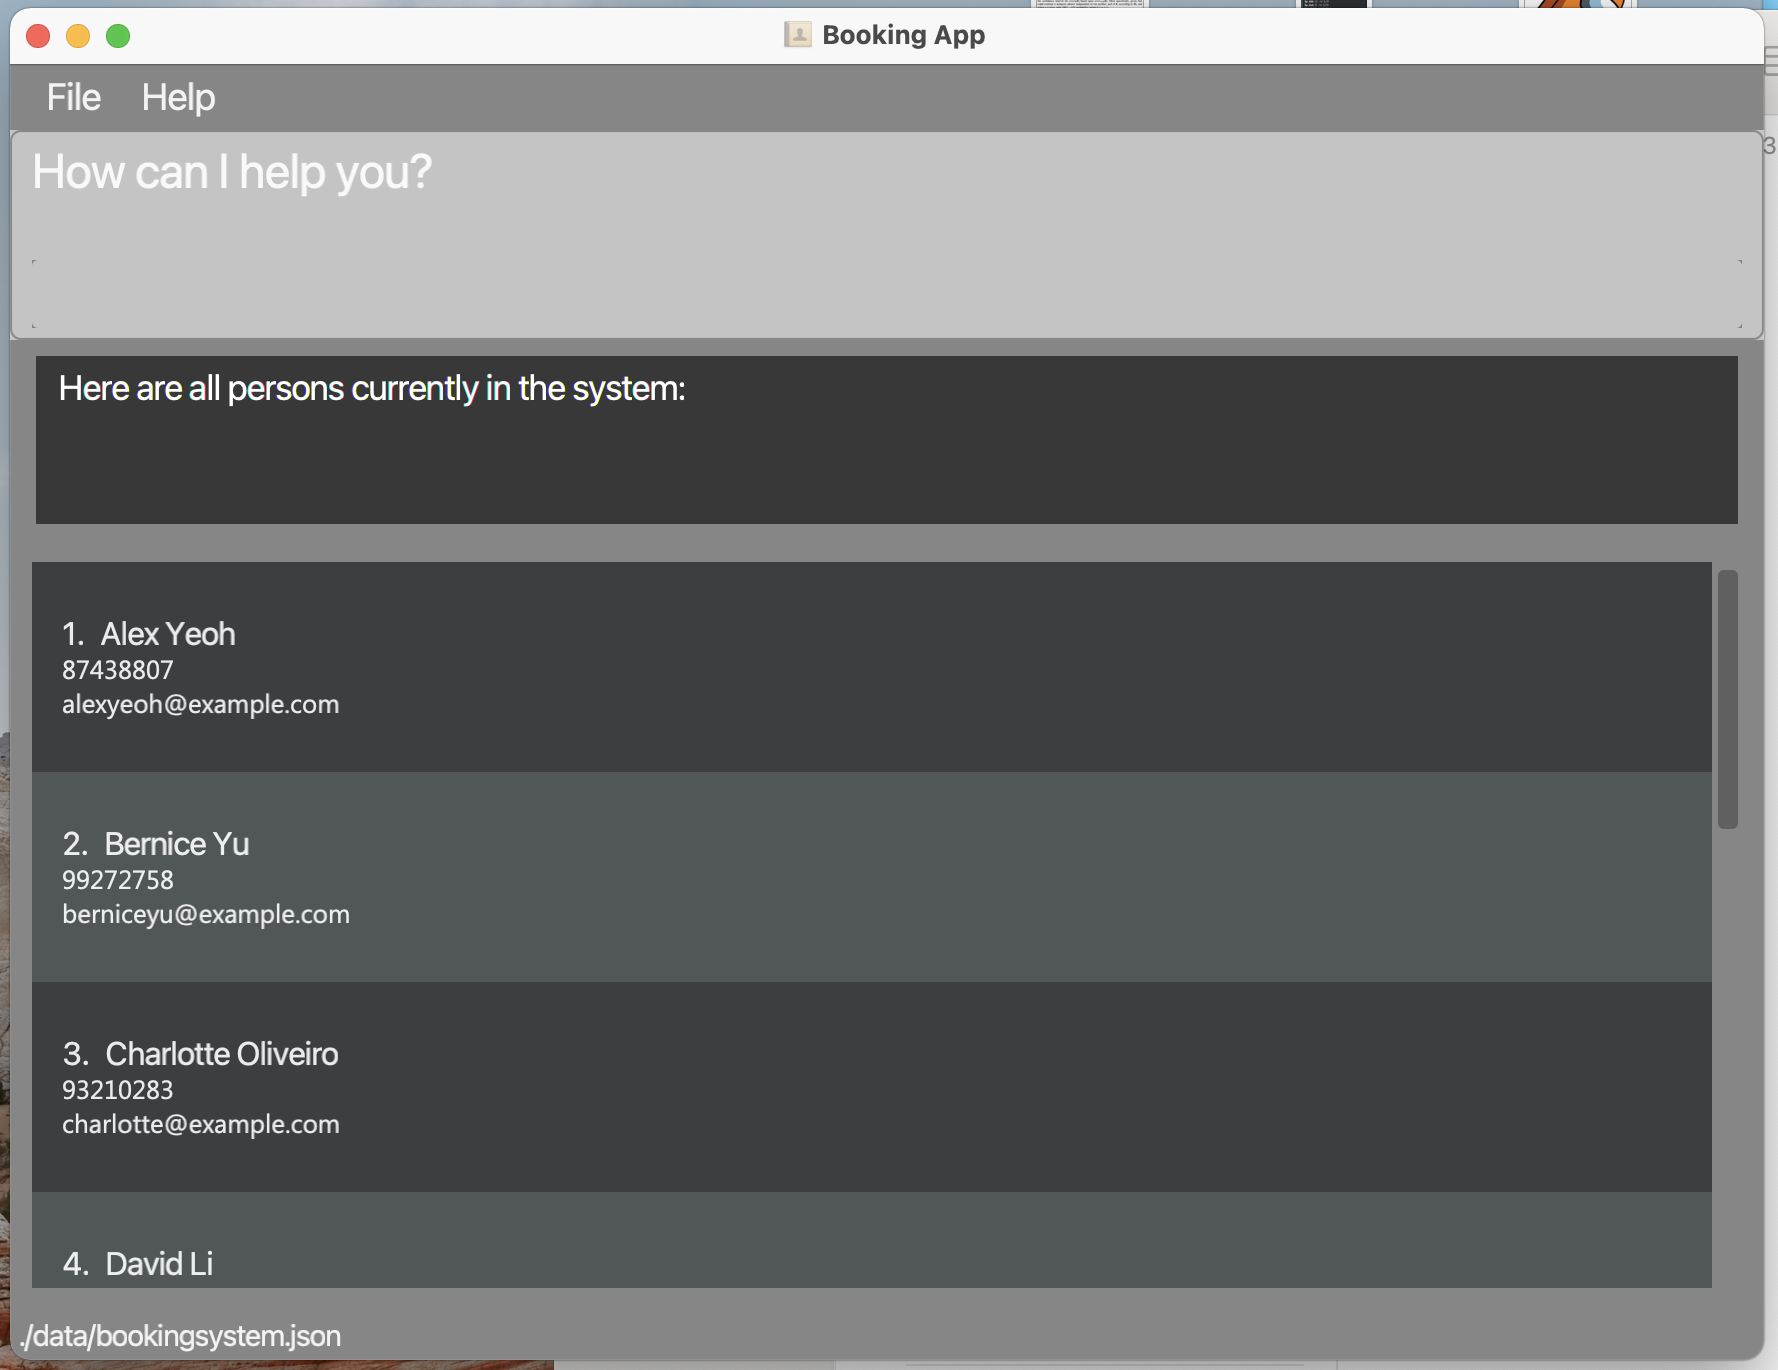 Booking App
File Help
How can I help you?
Here are all persons currently in the system:
1. Alex Yeoh
87438807
alexyeoh@example.com
2. Bernice Yu
99272758
berniceyu@example.com
3. Charlotte Oliveiro
93210283
charlotte@example.com
4. David Li
./data/bookingsystem.json